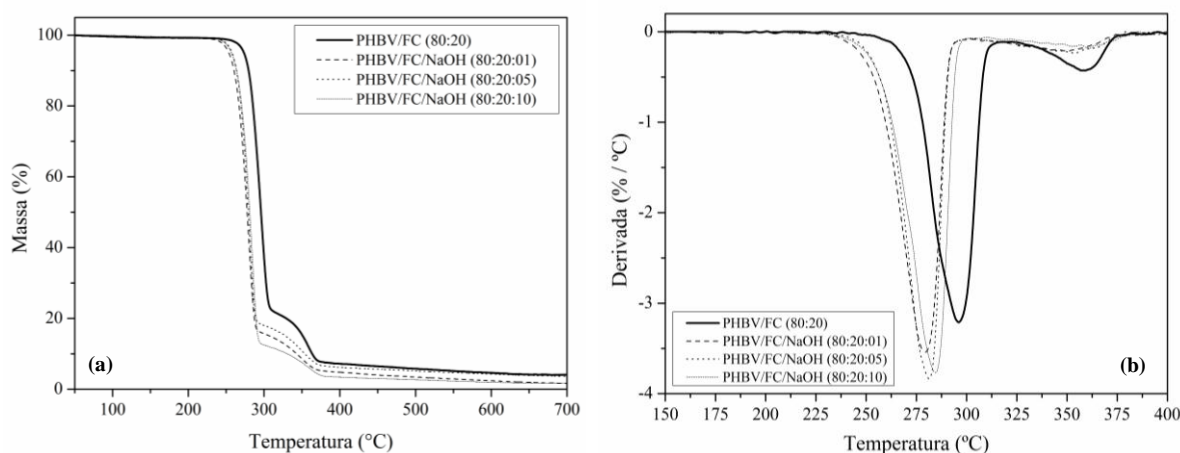 100
80
60
40
20
0
Massa (%)
PHBV/FC (80:20)
PHBV/FC/NaOH (80:20:01)
PHBV/FC/NaOH (80:20:05)
PHBV/FC/NaOH (80:20:10)
(a)
100 200 300 400 500 600 700
Temperatura (°C)
0
-1
-2
-3
-4
Derivada (% / ºC)
PHBV/FC (80:20)
PHBV/FC/NaOH (80:20:01)
PHBV/FC/NaOH (80:20:05)
PHBV/FC/NaOH (80:20:10)
(b)
150 175 200 225 250 275 300 325 350 375 400
Temperatura (ºC)